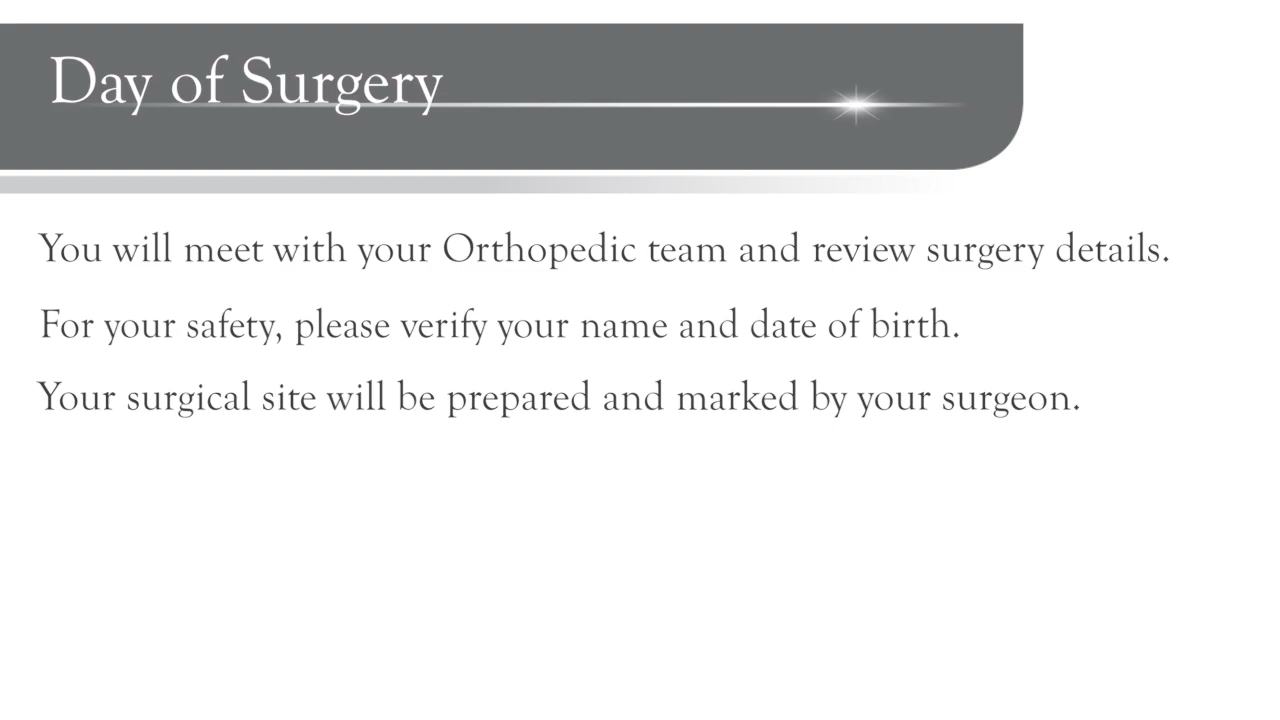 Day of Surgery
You will meet with your Orthopedic team and review surgery details.
For your safety, please verify your name and date of birth.
Your surgical site will be prepared and marked by your surgeon.